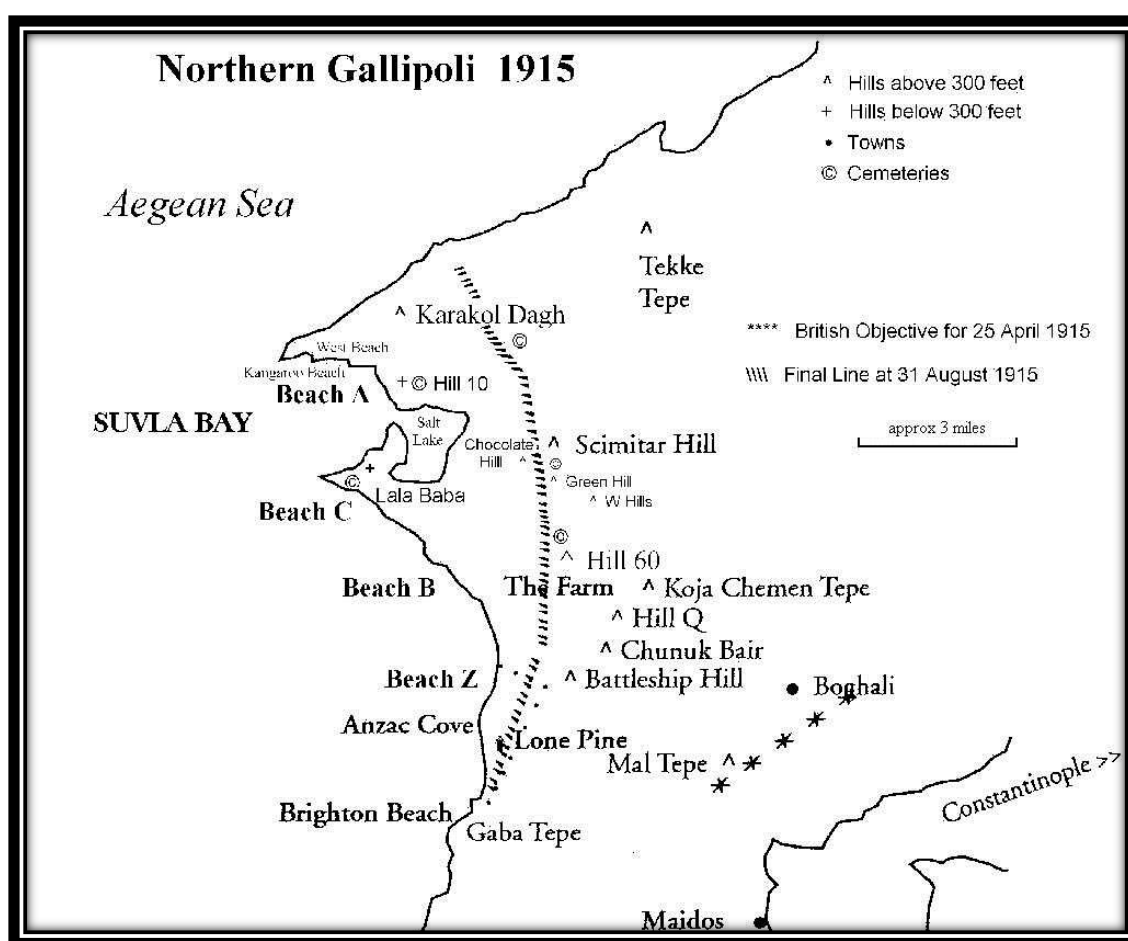 Northern Gallipoli 1915
^ Hills above 300 feet
+ Hills below 300 feet
• Towns
© Cemeteries
Aegean Sea
^
Tekke
Tepe
^ Karakol Dagh
©
**** British Objective for 25 April 1915
\\\\ Final Line at 31 August 1915
approx 3 miles
West Beach
Kangaroo Beach
Beach A
+ © Hill 10
SUVLA BAY
Salt
Lake
Chocolate
Hilll ^
^ Scimitar Hill
©
^ Green Hill
^ W Hills
+
© Lala Baba
Beach C
©
^ Hill 60
Beach B
The Farm
^ Koja Chemen Tepe
^ Hill Q
^ Chunuk Bair
Beach Z
^ Battleship Hill
• Boghali
Anzac Cove
Lone Pine
Mal Tepe ^
Constantinople >>
Brighton Beach
Gaba Tepe
Maidos •